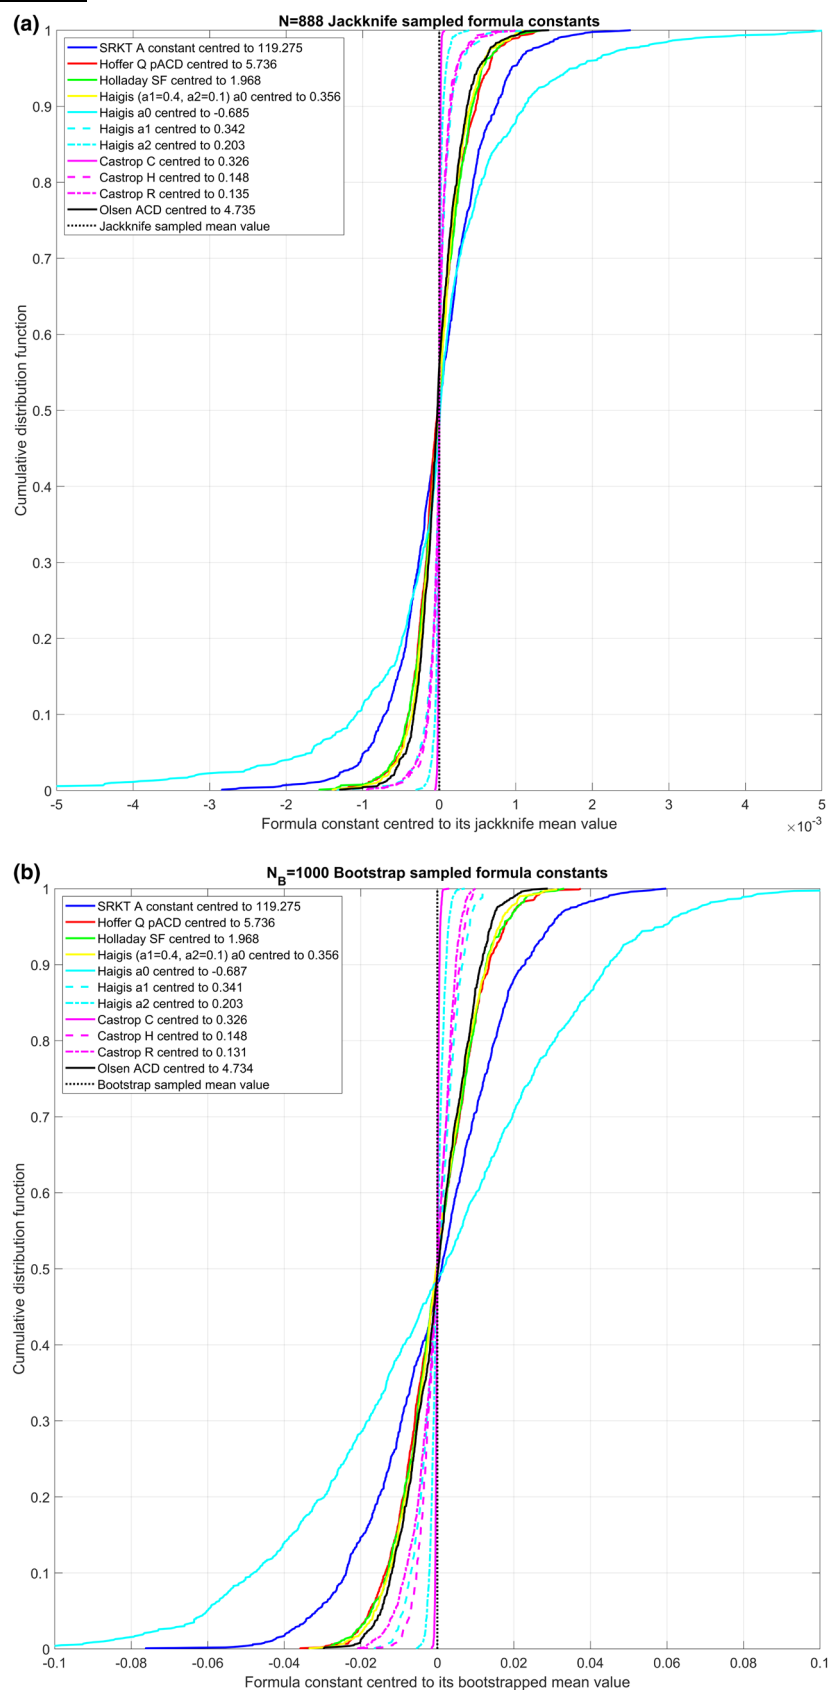 (a)
N=888 Jackknife sampled formula constants
SRKT A constant centred to 119.275
Hoffer Q pACD centred to 5.736
Holladay SF centred to 1.968
Haigis (a1=0.4, a2=0.1) a0 centred to 0.356
Haigis a0 centred to -0.685
Haigis a1 centred to 0.342
Haigis a2 centred to 0.203
Castrop C centred to 0.326
Castrop H centred to 0.148
Castrop R centred to 0.135
Olsen ACD centred to 4.735
Jackknife sampled mean value
Cumulative distribution function
1
0.9
0.8
0.7
0.6
0.5
0.4
0.3
0.2
0.1
0
-5 -4 -3 -2 -1 0 1 2 3 4 5
Formula constant centred to its jackknife mean value
×10-3
(b)
NB=1000 Bootstrap sampled formula constants
SRKT A constant centred to 119.275
Hoffer Q pACD centred to 5.736
Holladay SF centred to 1.968
Haigis (a1=0.4, a2=0.1) a0 centred to 0.356
Haigis a0 centred to -0.687
Haigis a1 centred to 0.341
Haigis a2 centred to 0.203
Castrop C centred to 0.326
Castrop H centred to 0.148
Castrop R centred to 0.131
Olsen ACD centred to 4.734
Bootstrap sampled mean value
Cumulative distribution function
1
0.9
0.8
0.7
0.6
0.5
0.4
0.3
0.2
0.1
0
-0.1 -0.08 -0.06 -0.04 -0.02 0 0.02 0.04 0.06 0.08 0.1
Formula constant centred to its bootstrapped mean value